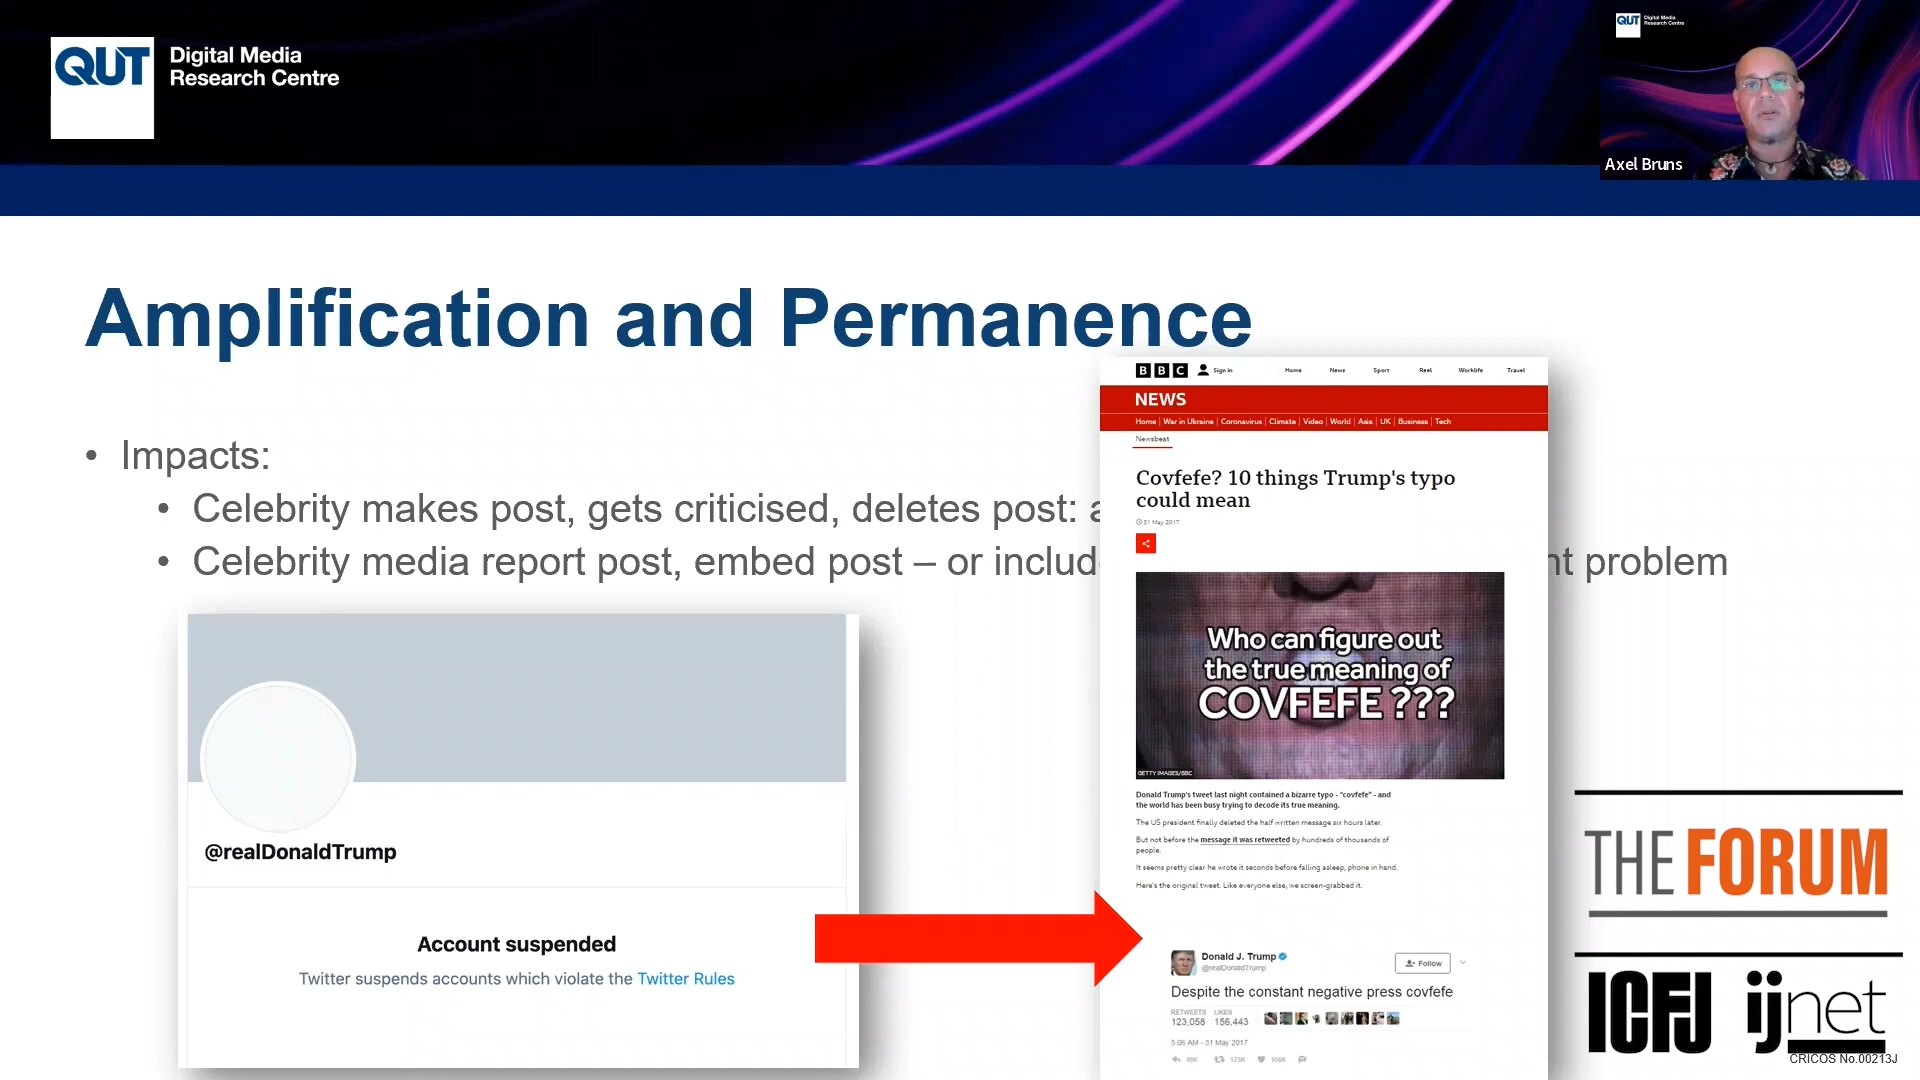 QUT
Digital Media
Research Centre
QUT
Digital Media
Research Centre
Axel Bruns
Amplification and Permanence
• Impacts:
• Celebrity makes post, gets criticised, deletes post:
• Celebrity media report post, embed post – or problem
BBC Sign in Home News Sport Reel Worklife Travel
NEWS
Home | War in Ukraine | Coronavirus | Climate | Video | World | Asia | UK | Business | Tech
Newsbeat
Covfefe? 10 things Trump's typo
could mean
31 May 2017
Who can figure out
the true meaning of
COVFEFE ???
GETTY IMAGES/BBC
Donald Trump's tweet last night contained a bizarre typo - "covfefe" - and
the world has been busy trying to decode its true meaning.
The US president finally deleted the half written message six hours later.
But not before the message it was retweeted by hundreds of thousands of
people.
It seems pretty clear he wrote it seconds before falling asleep, phone in hand.
Here's the original tweet. Like everyone else, we screen-grabbed it.
Donald J. Trump
@realDonaldTrump
Follow
Despite the constant negative press covfefe
RETWEETS LIKES
123,058 156,443
5:06 AM - 31 May 2017
123K 156K
@realDonaldTrump
Account suspended
Twitter suspends accounts which violate the Twitter Rules
THE FORUM
ICFJ ijnet
CRICOS No.00213J